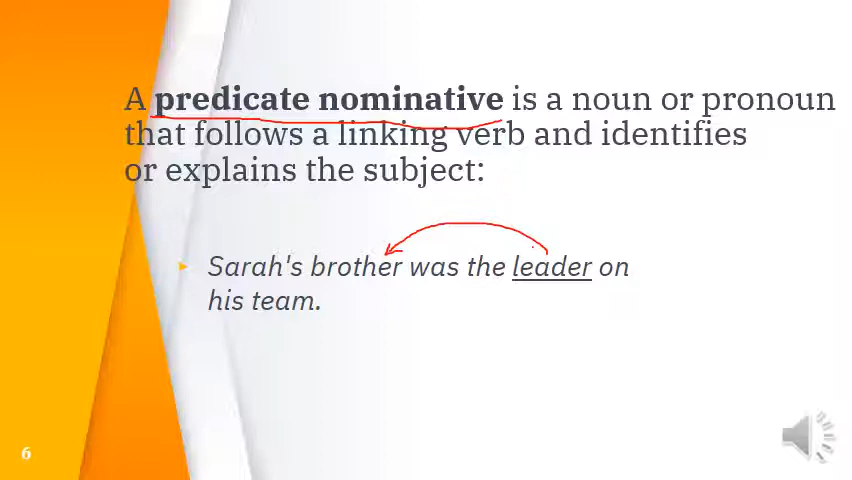 A predicate nominative is a noun or pronoun
that follows a linking verb and identifies
or explains the subject:
Sarah's brother was the leader on
his team.
6